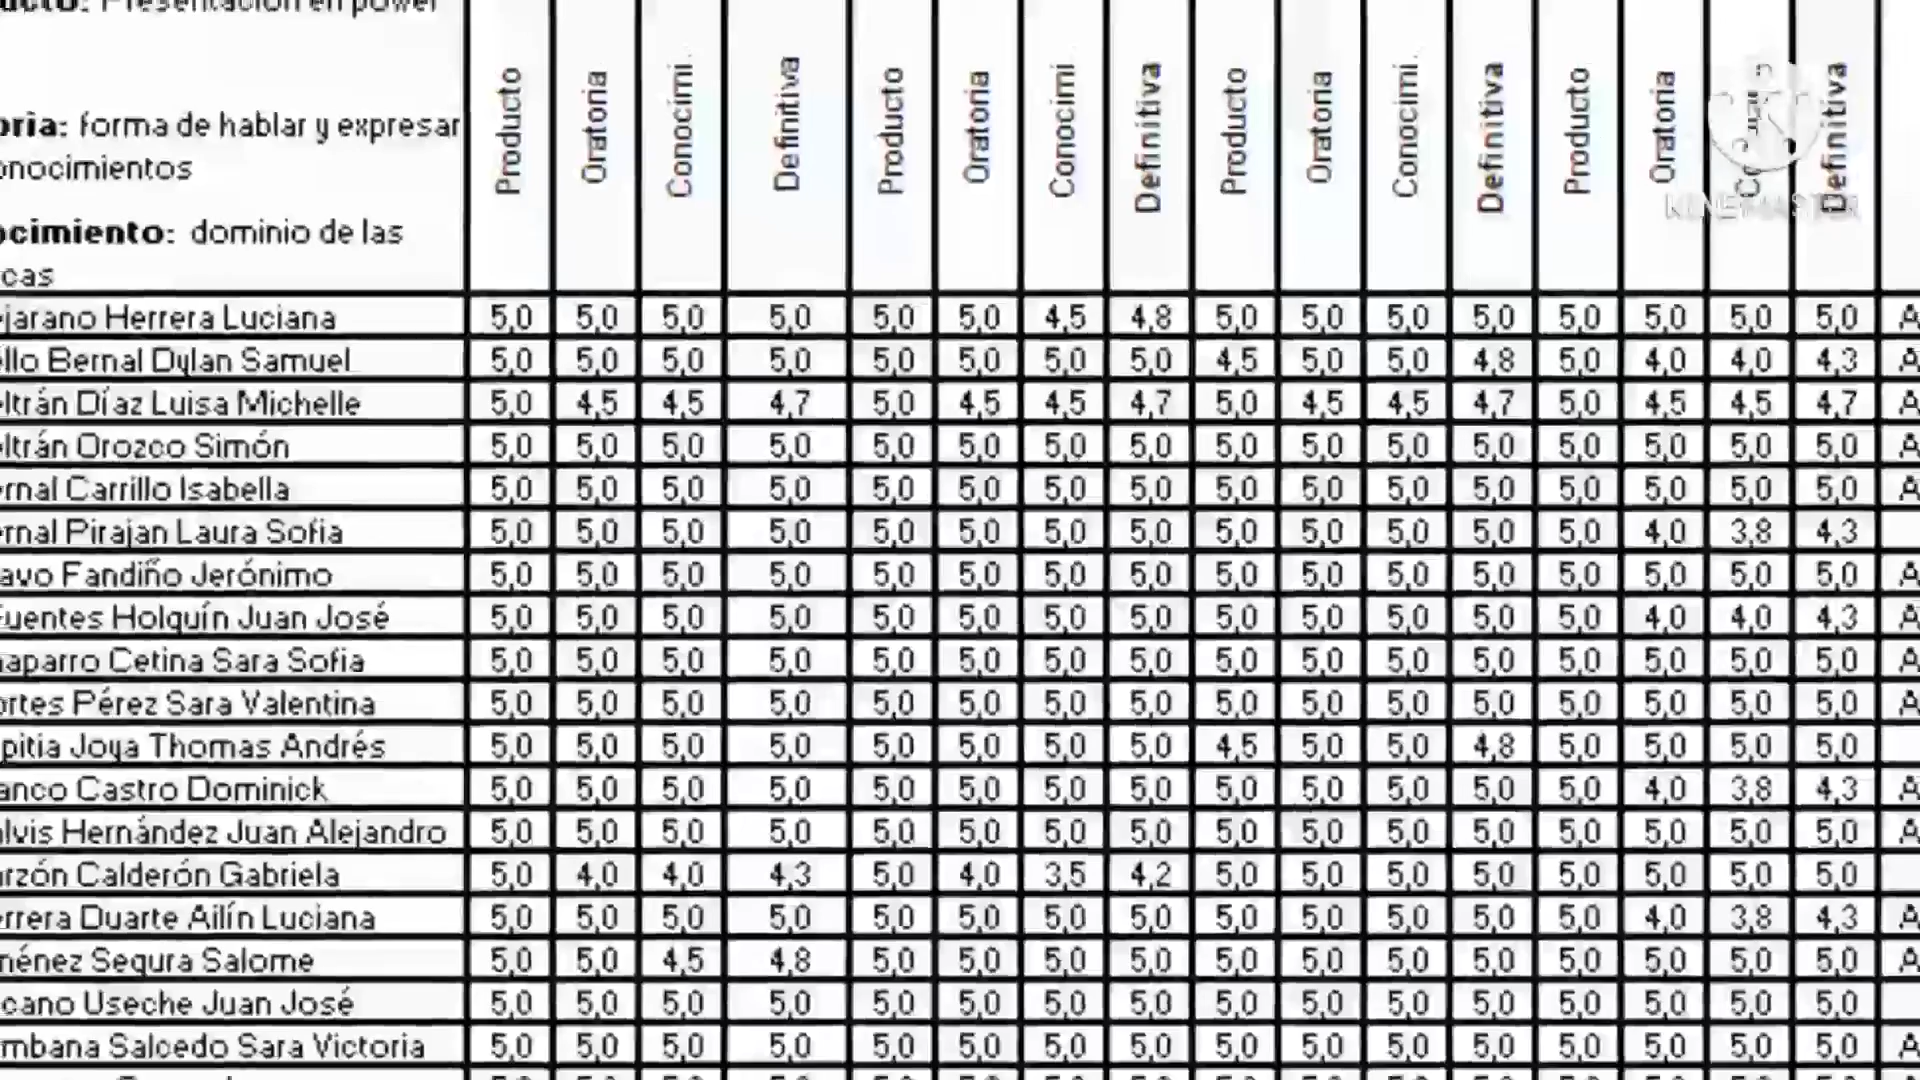 ucto: Presentación en power
Producto Oratoria Conocimi. Definitiva Producto Oratoria Conocimi. Definitiva Producto Oratoria Conocimi. Definitiva Producto Oratoria Definitiva
KINEMASTER
oria: forma de hablar y expresar
onocimientos
ocimiento: dominio de las
icas
ejarano Herrera Luciana 5,0 5,0 5,0 5,0 5,0 5,0 4,5 4,8 5,0 5,0 5,0 5,0 5,0 5,0 5,0 5,0 A
ello Bernal Dylan Samuel 5,0 5,0 5,0 5,0 5,0 5,0 5,0 5,0 4,5 5,0 5,0 4,8 5,0 4,0 4,0 4,3 A
eltrán Díaz Luisa Michelle 5,0 4,5 4,5 4,7 5,0 4,5 4,5 4,7 5,0 4,5 4,5 4,7 5,0 4,5 4,5 4,7 A
eltrán Orozco Simón 5,0 5,0 5,0 5,0 5,0 5,0 5,0 5,0 5,0 5,0 5,0 5,0 5,0 5,0 5,0 5,0 A
ernal Carrillo Isabella 5,0 5,0 5,0 5,0 5,0 5,0 5,0 5,0 5,0 5,0 5,0 5,0 5,0 5,0 5,0 5,0 A
ernal Pirajan Laura Sofia 5,0 5,0 5,0 5,0 5,0 5,0 5,0 5,0 5,0 5,0 5,0 5,0 5,0 4,0 3,8 4,3
avo Fandiño Jerónimo 5,0 5,0 5,0 5,0 5,0 5,0 5,0 5,0 5,0 5,0 5,0 5,0 5,0 5,0 5,0 5,0 A
Fuentes Holguín Juan José 5,0 5,0 5,0 5,0 5,0 5,0 5,0 5,0 5,0 5,0 5,0 5,0 5,0 4,0 4,0 4,3 A
haparro Cetina Sara Sofia 5,0 5,0 5,0 5,0 5,0 5,0 5,0 5,0 5,0 5,0 5,0 5,0 5,0 5,0 5,0 5,0 A
ortes Pérez Sara Valentina 5,0 5,0 5,0 5,0 5,0 5,0 5,0 5,0 5,0 5,0 5,0 5,0 5,0 5,0 5,0 5,0 A
pitia Joya Thomas Andrés 5,0 5,0 5,0 5,0 5,0 5,0 5,0 5,0 4,5 5,0 5,0 4,8 5,0 5,0 5,0 5,0
anco Castro Dominick 5,0 5,0 5,0 5,0 5,0 5,0 5,0 5,0 5,0 5,0 5,0 5,0 5,0 4,0 3,8 4,3 A
alvis Hernández Juan Alejandro 5,0 5,0 5,0 5,0 5,0 5,0 5,0 5,0 5,0 5,0 5,0 5,0 5,0 5,0 5,0 5,0 A
arzón Calderón Gabriela 5,0 4,0 4,0 4,3 5,0 4,0 3,5 4,2 5,0 5,0 5,0 5,0 5,0 5,0 5,0 5,0
errera Duarte Ailín Luciana 5,0 5,0 5,0 5,0 5,0 5,0 5,0 5,0 5,0 5,0 5,0 5,0 5,0 4,0 3,8 4,3 A
ménez Segura Salome 5,0 5,0 4,5 4,8 5,0 5,0 5,0 5,0 5,0 5,0 5,0 5,0 5,0 5,0 5,0 5,0 A
cano Useche Juan José 5,0 5,0 5,0 5,0 5,0 5,0 5,0 5,0 5,0 5,0 5,0 5,0 5,0 5,0 5,0 5,0
mbana Salcedo Sara Victoria 5,0 5,0 5,0 5,0 5,0 5,0 5,0 5,0 5,0 5,0 5,0 5,0 5,0 5,0 5,0 5,0 A